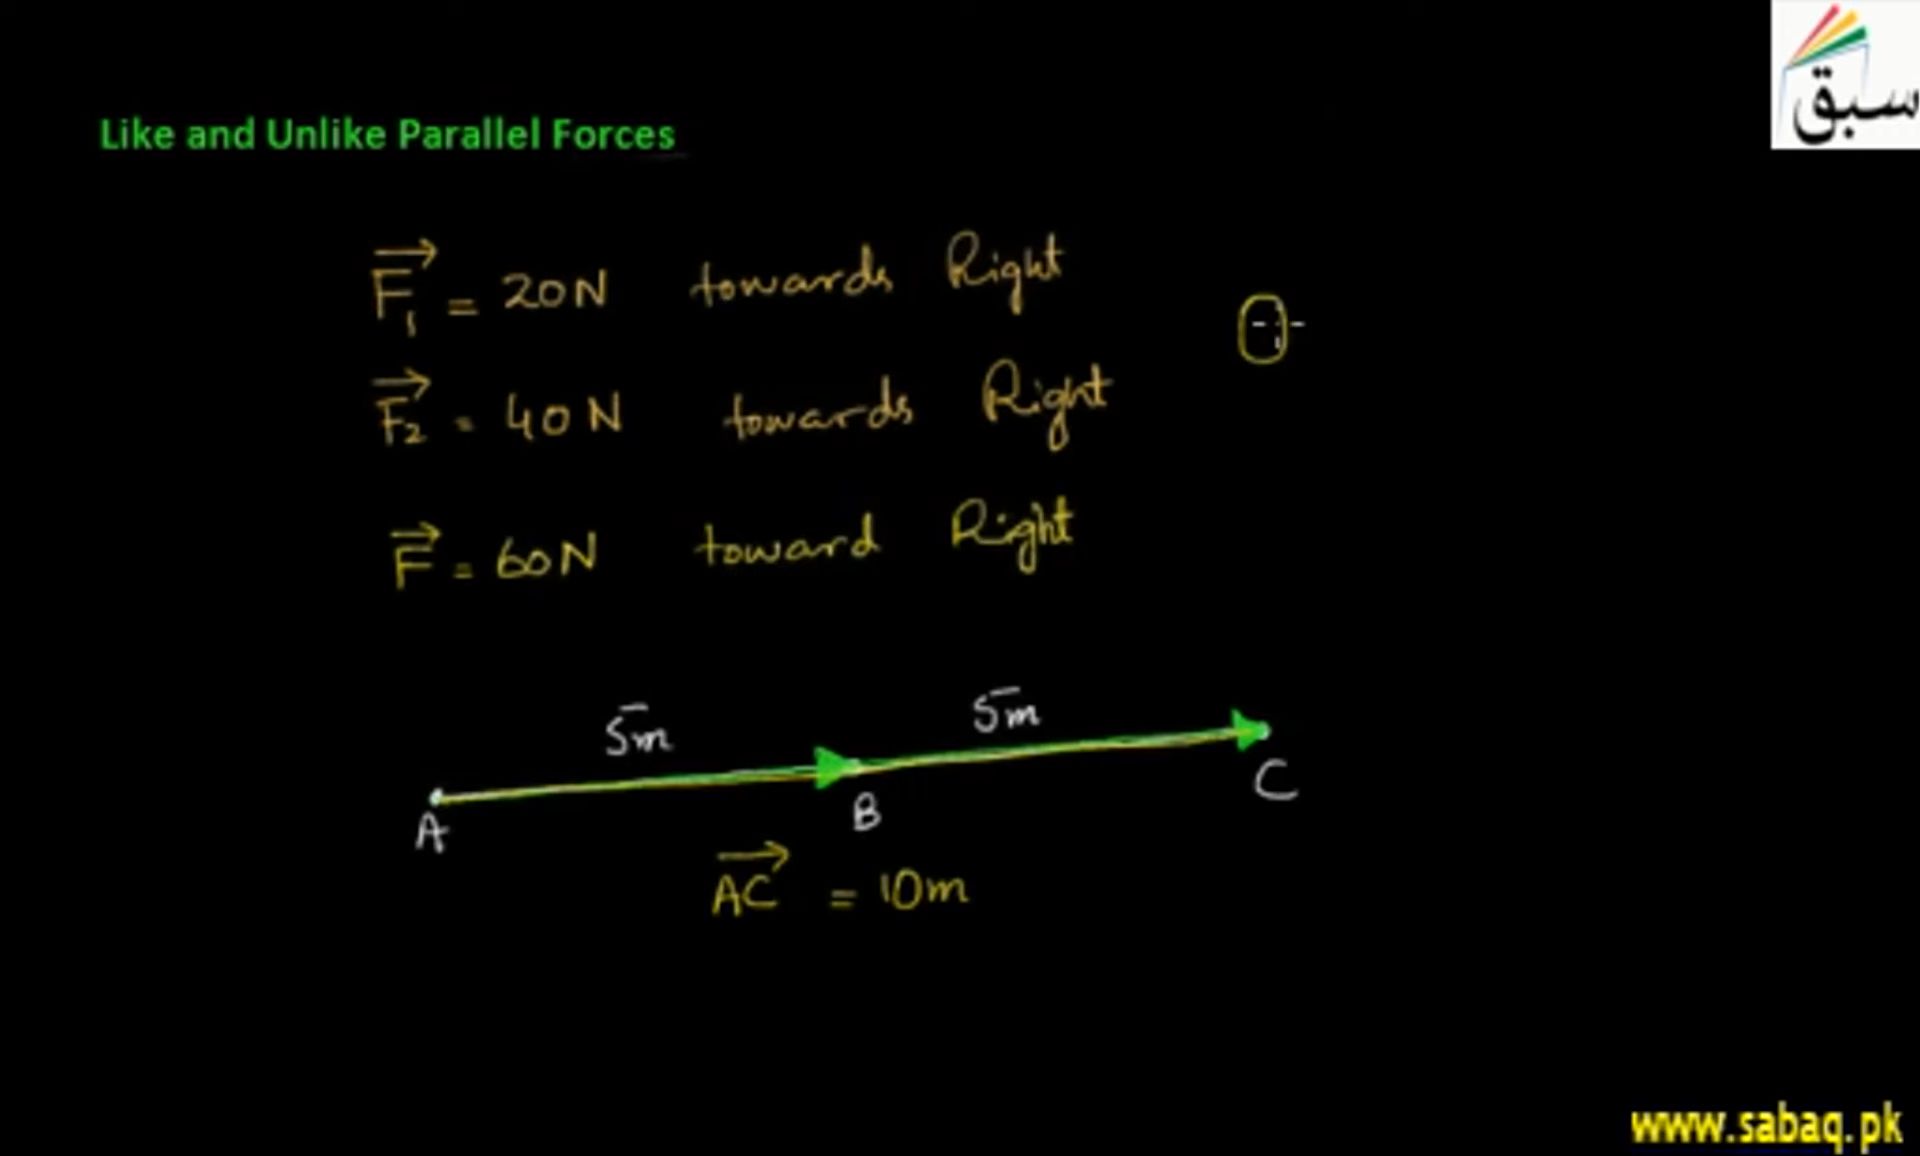 سبق
Like and Unlike Parallel Forces
F₁ = 20N towards Right
F₂ = 40N towards Right
F = 60N toward Right
θ
5m 5m
A B C
AC = 10m
www.sabaq.pk